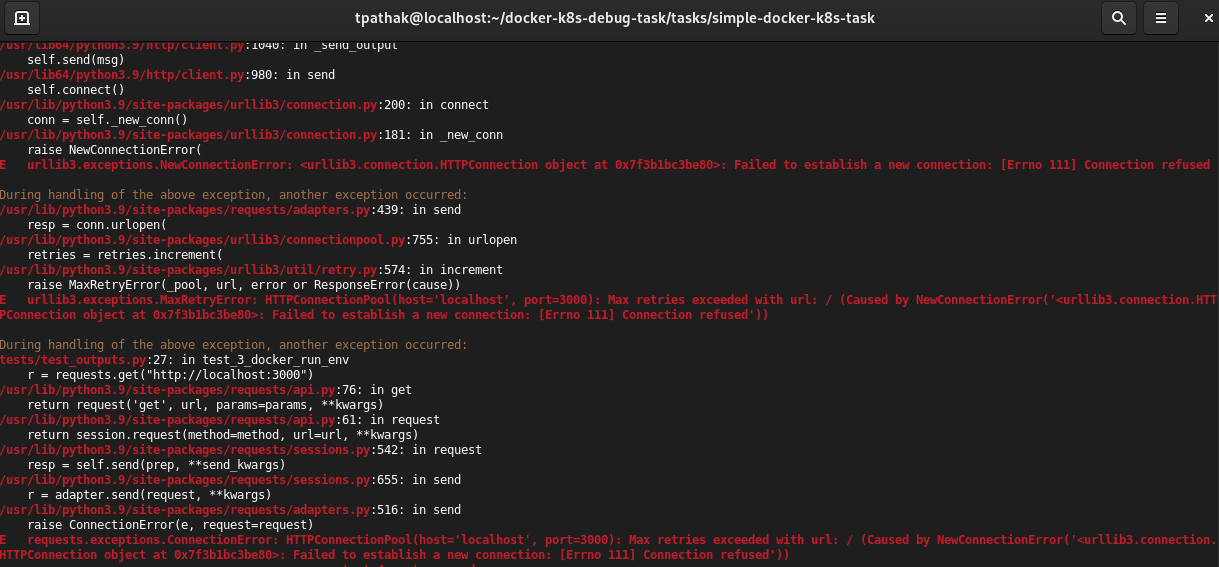 tpathak@localhost:~/docker-k8s-debug-task/tasks/simple-docker-k8s-task
/usr/lib64/python3.9/http/client.py:1040: in _send_output
    self.send(msg)
/usr/lib64/python3.9/http/client.py:980: in send
    self.connect()
/usr/lib/python3.9/site-packages/urllib3/connection.py:200: in connect
    conn = self._new_conn()
/usr/lib/python3.9/site-packages/urllib3/connection.py:181: in _new_conn
    raise NewConnectionError(
E   urllib3.exceptions.NewConnectionError: <urllib3.connection.HTTPConnection object at 0x7f3b1bc3be80>: Failed to establish a new connection: [Errno 111] Connection refused
During handling of the above exception, another exception occurred:
/usr/lib/python3.9/site-packages/requests/adapters.py:439: in send
    resp = conn.urlopen(
/usr/lib/python3.9/site-packages/urllib3/connectionpool.py:755: in urlopen
    retries = retries.increment(
/usr/lib/python3.9/site-packages/urllib3/util/retry.py:574: in increment
    raise MaxRetryError(_pool, url, error or ResponseError(cause))
E   urllib3.exceptions.MaxRetryError: HTTPConnectionPool(host='localhost', port=3000): Max retries exceeded with url: / (Caused by NewConnectionError('<urllib3.connection.HTT
PConnection object at 0x7f3b1bc3be80>: Failed to establish a new connection: [Errno 111] Connection refused'))
During handling of the above exception, another exception occurred:
tests/test_outputs.py:27: in test_3_docker_run_env
    r = requests.get("http://localhost:3000")
/usr/lib/python3.9/site-packages/requests/api.py:76: in get
    return request('get', url, params=params, **kwargs)
/usr/lib/python3.9/site-packages/requests/api.py:61: in request
    return session.request(method=method, url=url, **kwargs)
/usr/lib/python3.9/site-packages/requests/sessions.py:542: in request
    resp = self.send(prep, **send_kwargs)
/usr/lib/python3.9/site-packages/requests/sessions.py:655: in send
    r = adapter.send(request, **kwargs)
/usr/lib/python3.9/site-packages/requests/adapters.py:516: in send
    raise ConnectionError(e, request=request)
E   requests.exceptions.ConnectionError: HTTPConnectionPool(host='localhost', port=3000): Max retries exceeded with url: / (Caused by NewConnectionError('<urllib3.connection.
HTTPConnection object at 0x7f3b1bc3be80>: Failed to establish a new connection: [Errno 111] Connection refused'))